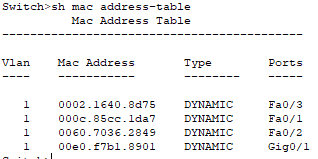 Switch>sh mac address-table
Mac Address Table
-------------------------------------------
Vlan Mac Address Type Ports
---- ----------- -------- -----
1 0002.1640.8d75 DYNAMIC Fa0/3
1 000c.85cc.1da7 DYNAMIC Fa0/1
1 0060.7036.2849 DYNAMIC Fa0/2
1 00e0.f7b1.8901 DYNAMIC Gig0/1